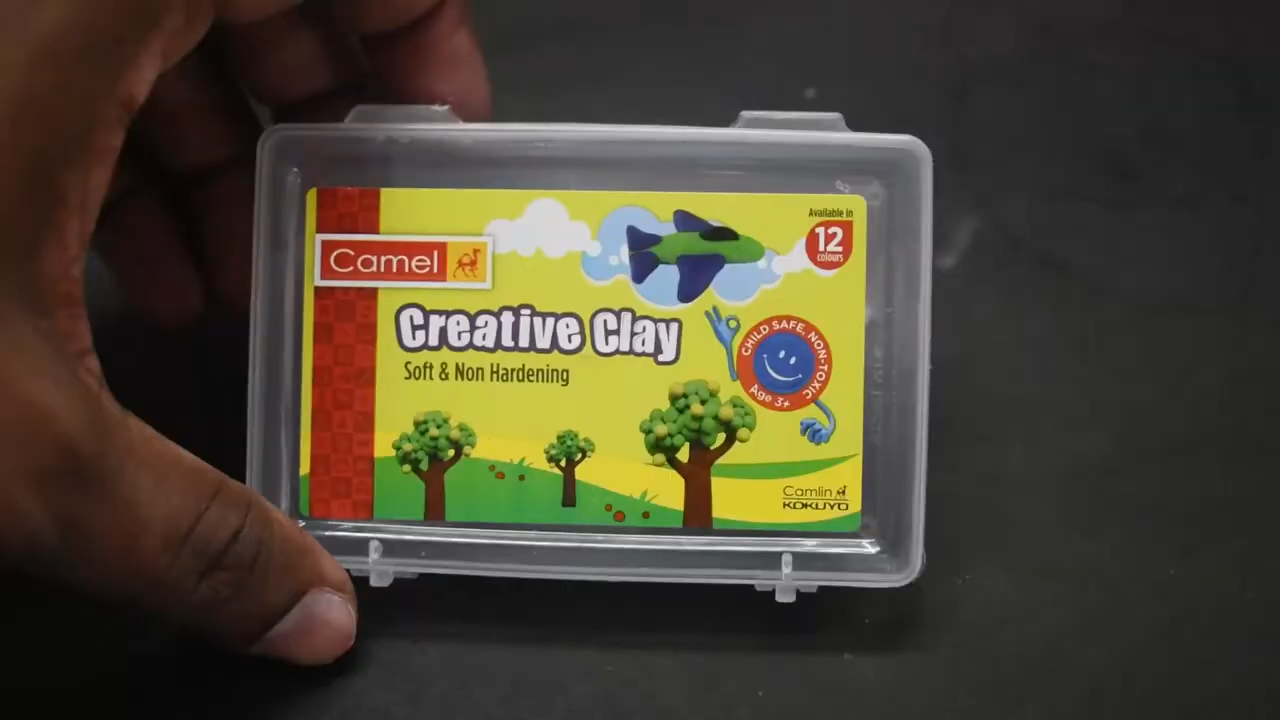 Available in
12
colours
Camel
Creative Clay
Soft & Non Hardening
CHILD SAFE, NON-TOXIC
Age 3+
Camlin
KOKUYO